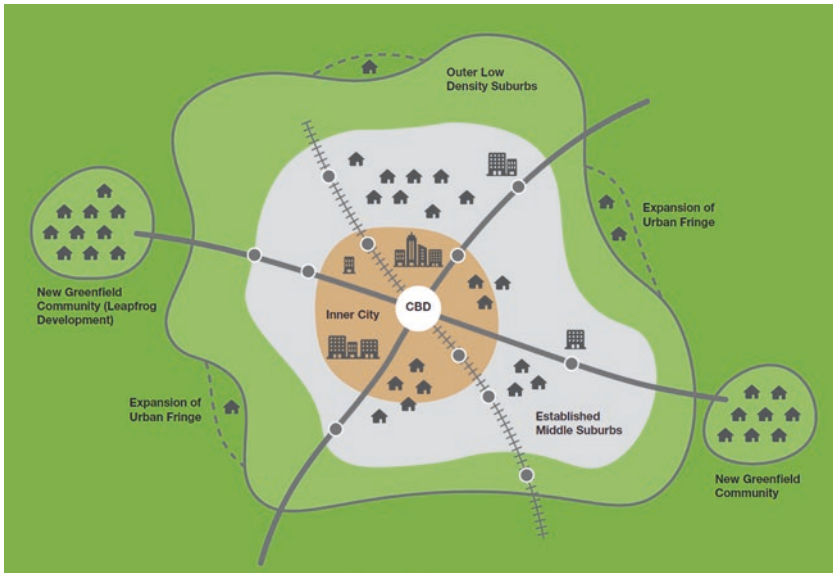 Outer Low
Density Suburbs
Expansion of
Urban Fringe
New Greenfield
Community (Leapfrog
Development)
CBD
Inner City
Expansion of
Urban Fringe
Established
Middle Suburbs
New Greenfield
Community